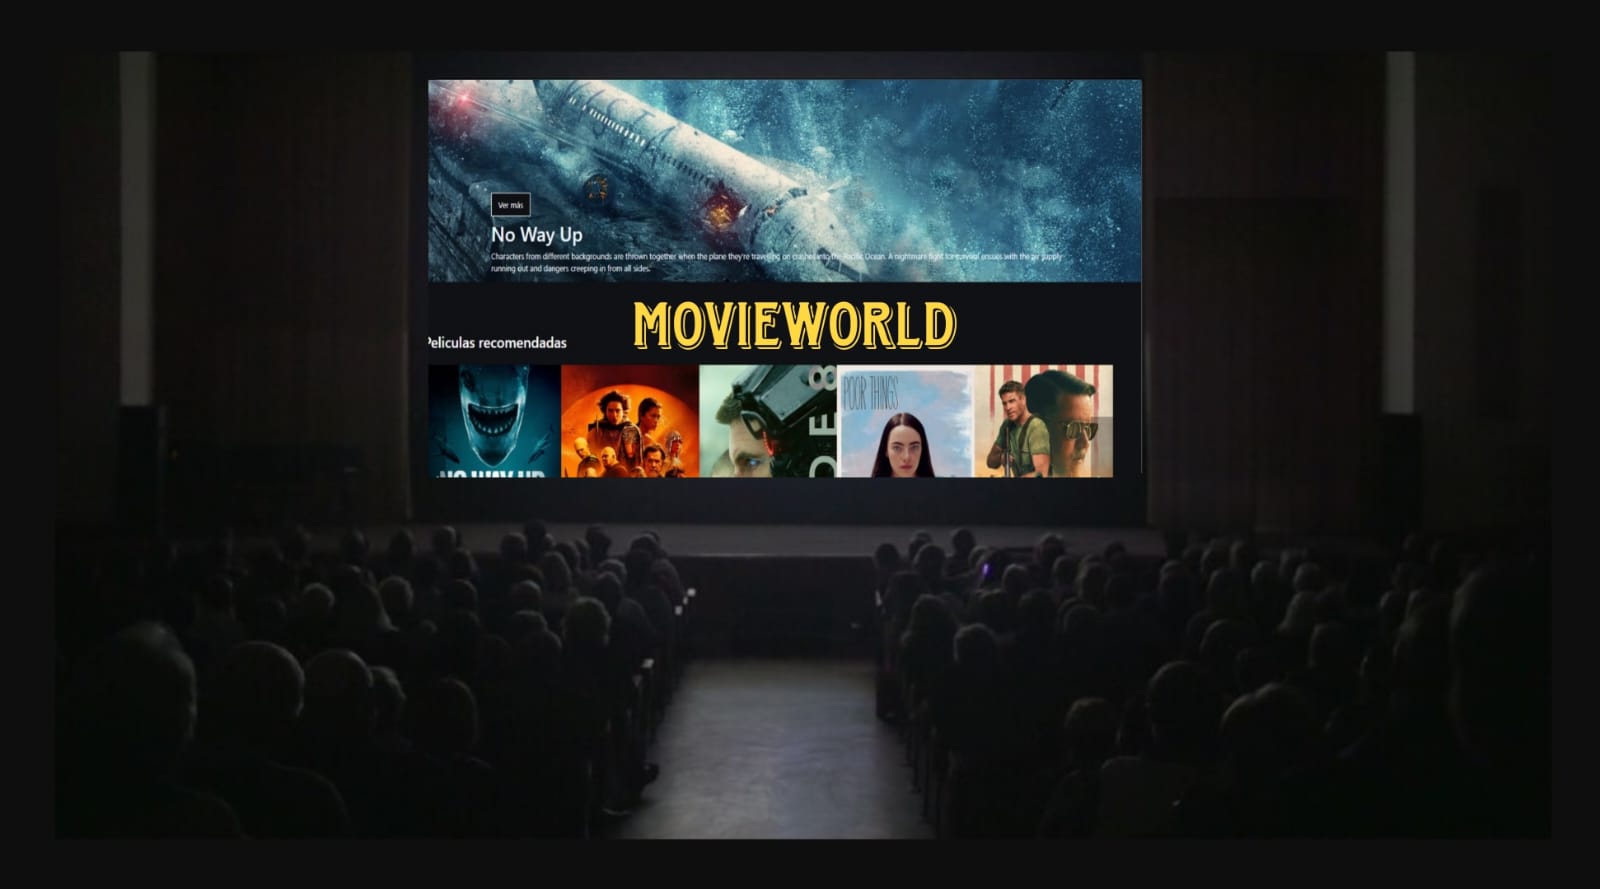 Ver más
No Way Up
Characters from different backgrounds are thrown together when the plane they're travelling on crashes into the Pacific Ocean. A nightmare fight for survival ensues with the air supply
running out and dangers creeping in from all sides.
MOVIEWORLD
Peliculas recomendadas
NO WAY UP
POOR THINGS